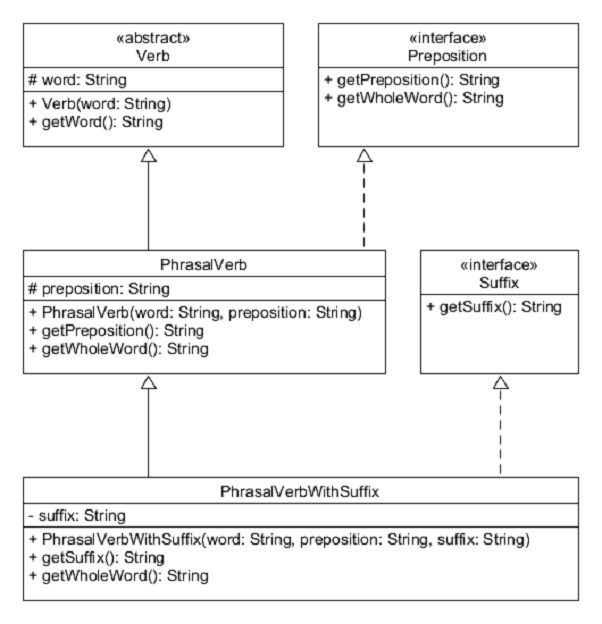 «abstract»
Verb
# word: String
+ Verb(word: String)
+ getWord(): String
«interface»
Preposition
+ getPreposition(): String
+ getWholeWord(): String
PhrasalVerb
# preposition: String
+ PhrasalVerb(word: String, preposition: String)
+ getPreposition(): String
+ getWholeWord(): String
«interface»
Suffix
+ getSuffix(): String
PhrasalVerbWithSuffix
- suffix: String
+ PhrasalVerbWithSuffix(word: String, preposition: String, suffix: String)
+ getSuffix(): String
+ getWholeWord(): String